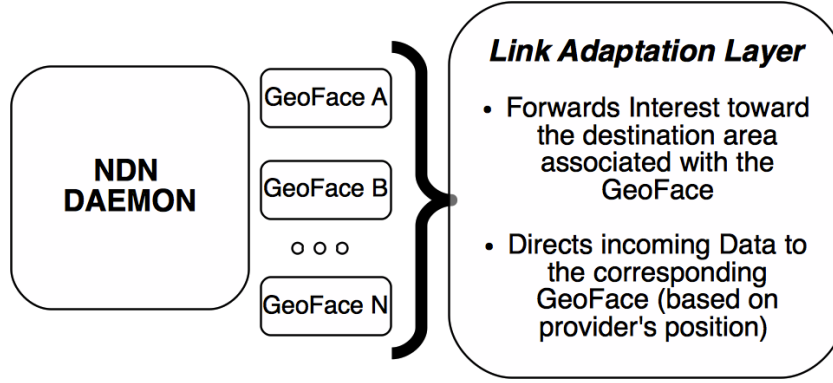 NDN
DAEMON
GeoFace A
GeoFace B
GeoFace N
Link Adaptation Layer
• Forwards Interest toward
the destination area
associated with the
GeoFace
• Directs incoming Data to
the corresponding
GeoFace (based on
provider's position)